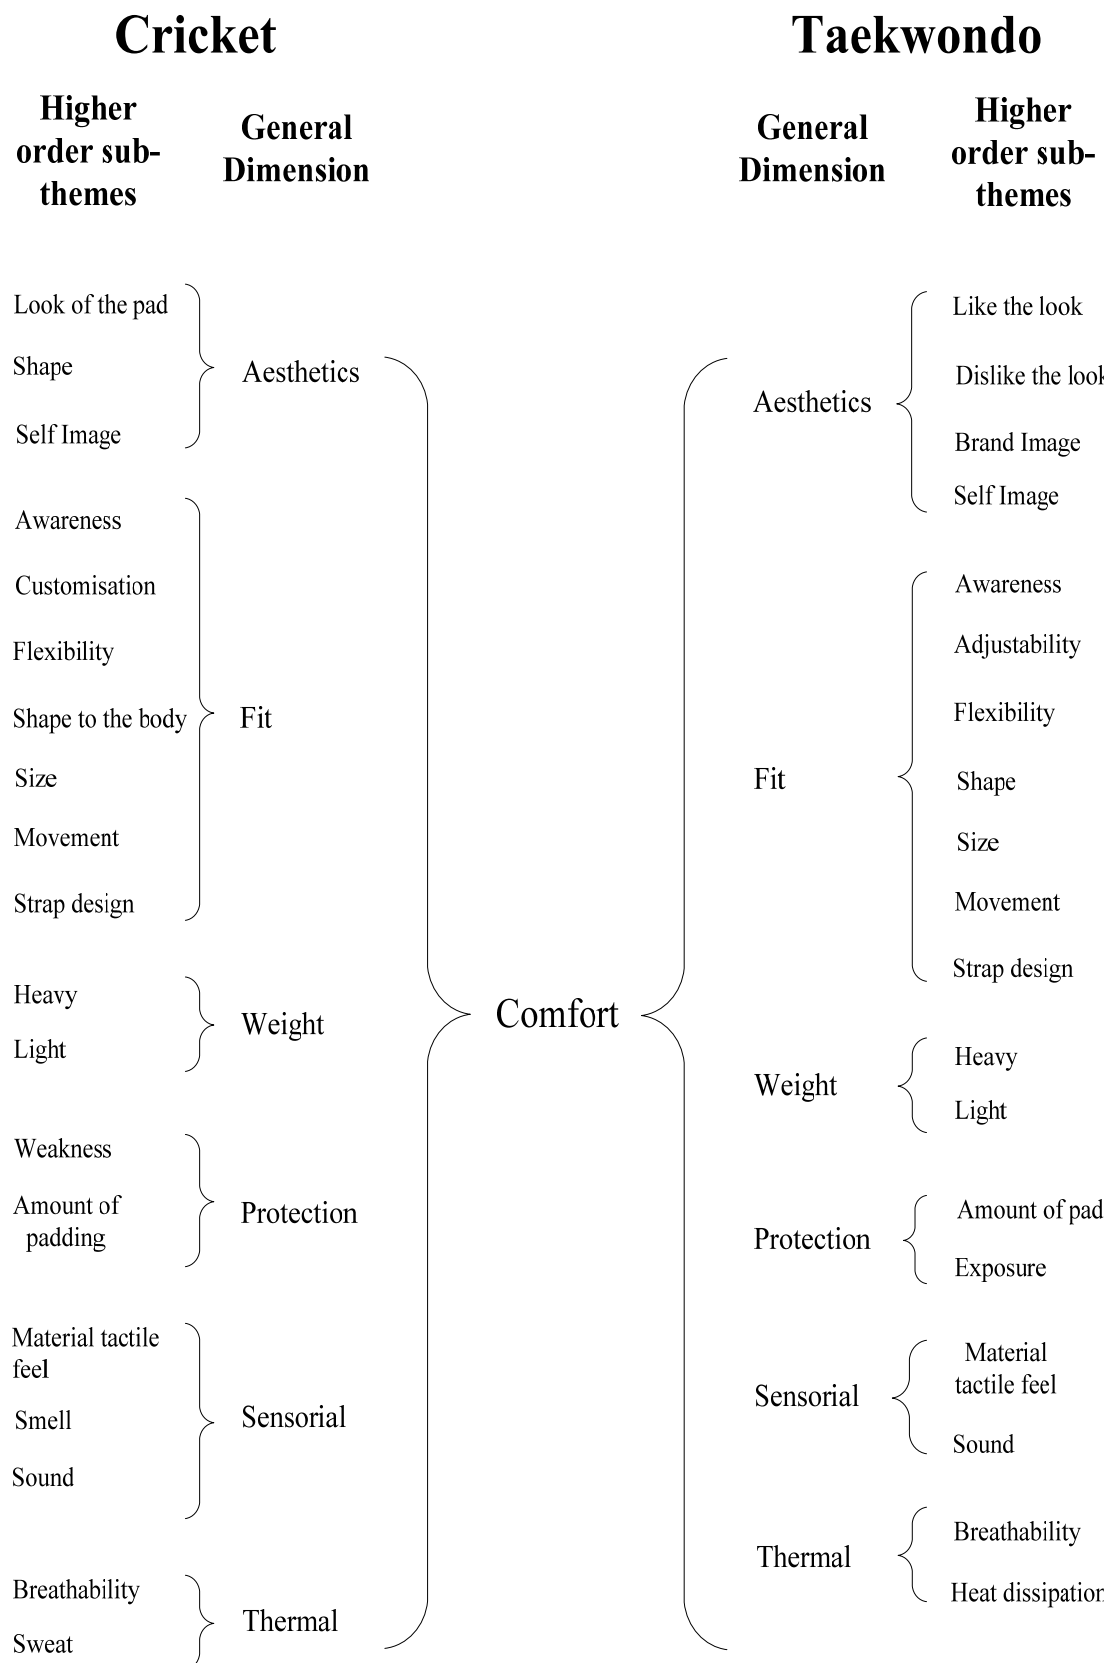 Cricket
Taekwondo
Higher
order sub-
themes
General
Dimension
General
Dimension
Higher
order sub-
themes
Look of the pad
Shape
Self Image
Aesthetics
Awareness
Customisation
Flexibility
Shape to the body
Size
Movement
Strap design
Fit
Heavy
Light
Weight
Weakness
Amount of
padding
Protection
Material tactile
feel
Smell
Sound
Sensorial
Breathability
Sweat
Thermal
Comfort
Aesthetics
Like the look
Dislike the look
Brand Image
Self Image
Fit
Awareness
Adjustability
Flexibility
Shape
Size
Movement
Strap design
Weight
Heavy
Light
Protection
Amount of pad
Exposure
Sensorial
Material
tactile feel
Sound
Thermal
Breathability
Heat dissipation